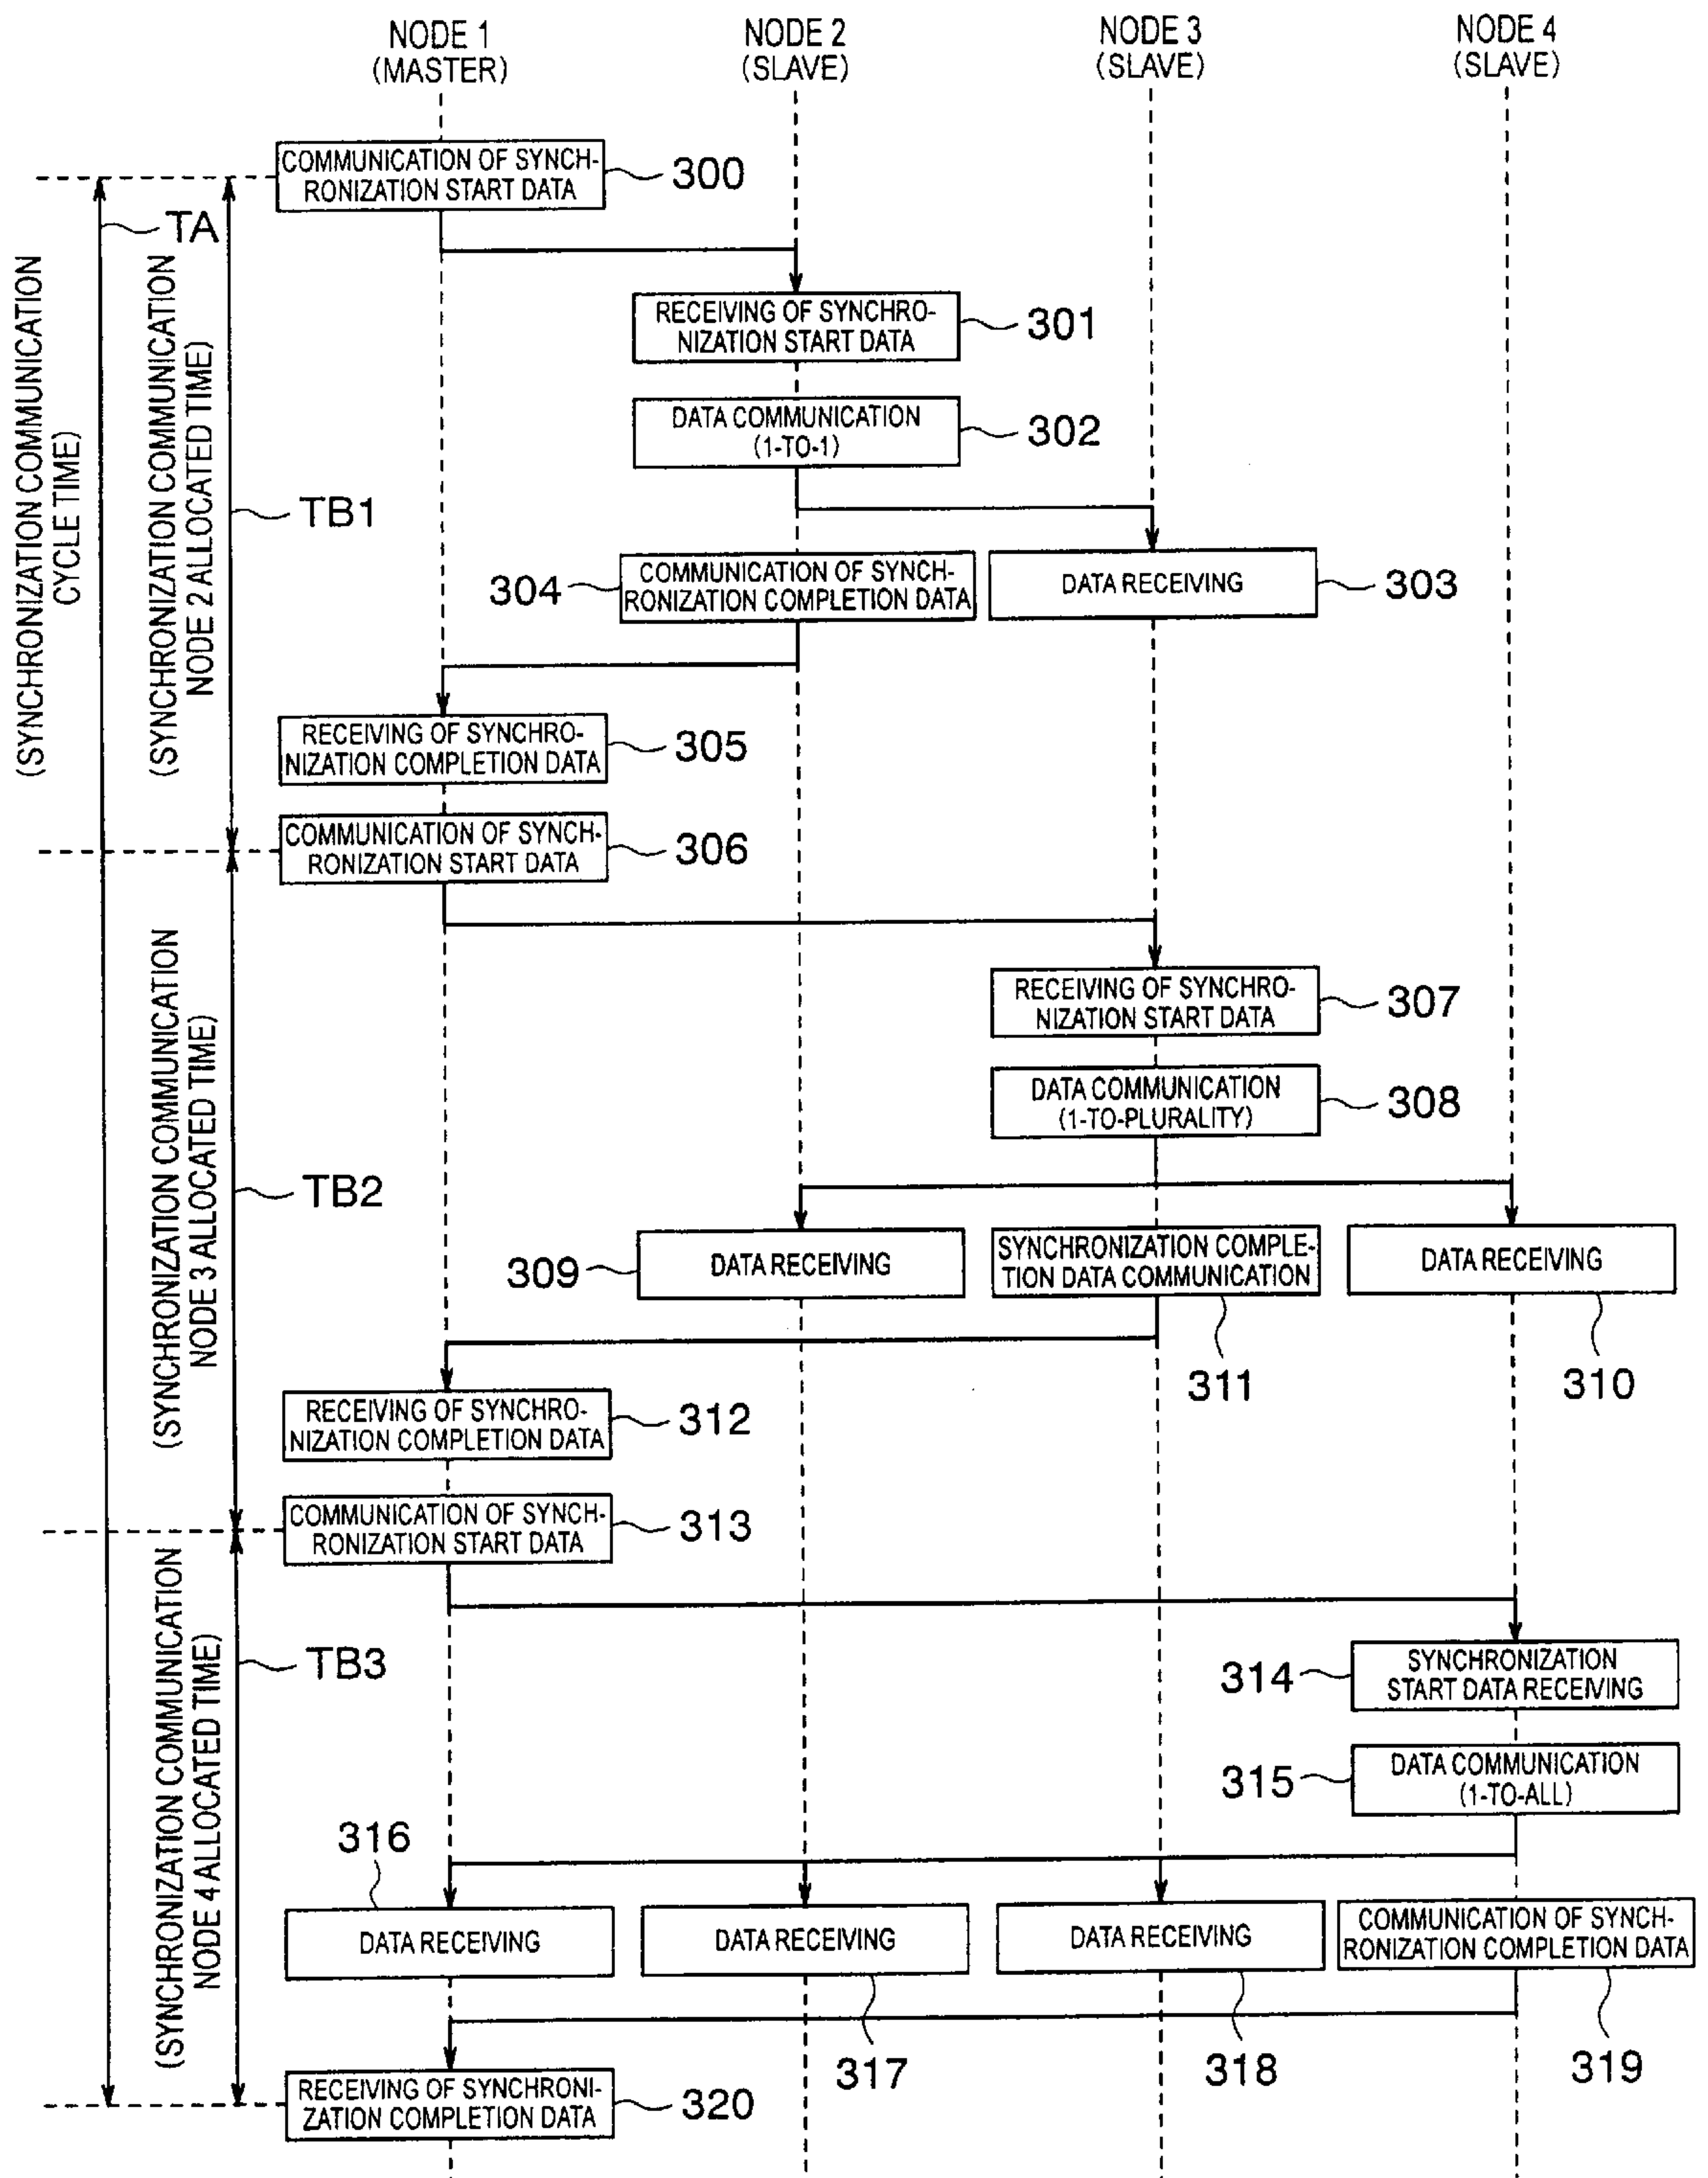 NODE 1
(MASTER)
NODE 2
(SLAVE)
NODE 3
(SLAVE)
NODE 4
(SLAVE)
COMMUNICATION OF SYNCH-
RONIZATION START DATA
300
TA
(SYNCHRONIZATION COMMUNICATION
CYCLE TIME)
(SYNCHRONIZATION COMMUNICATION
NODE 2 ALLOCATED TIME)
TB1
RECEIVING OF SYNCHRO-
NIZATION START DATA
301
DATA COMMUNICATION
(1-TO-1)
302
304
COMMUNICATION OF SYNCH-
RONIZATION COMPLETION DATA
DATA RECEIVING
303
RECEIVING OF SYNCHRO-
NIZATION COMPLETION DATA
305
COMMUNICATION OF SYNCH-
RONIZATION START DATA
306
(SYNCHRONIZATION COMMUNICATION
NODE 3 ALLOCATED TIME)
TB2
RECEIVING OF SYNCHRO-
NIZATION START DATA
307
DATA COMMUNICATION
(1-TO-PLURALITY)
308
309
DATA RECEIVING
SYNCHRONIZATION COMPLE-
TION DATA COMMUNICATION
DATA RECEIVING
311
310
RECEIVING OF SYNCHRO-
NIZATION COMPLETION DATA
312
COMMUNICATION OF SYNCH-
RONIZATION START DATA
313
(SYNCHRONIZATION COMMUNICATION
NODE 4 ALLOCATED TIME)
TB3
314
SYNCHRONIZATION
START DATA RECEIVING
315
DATA COMMUNICATION
(1-TO-ALL)
316
DATA RECEIVING
DATA RECEIVING
DATA RECEIVING
COMMUNICATION OF SYNCH-
RONIZATION COMPLETION DATA
317
318
319
RECEIVING OF SYNCHRONI-
ZATION COMPLETION DATA
320